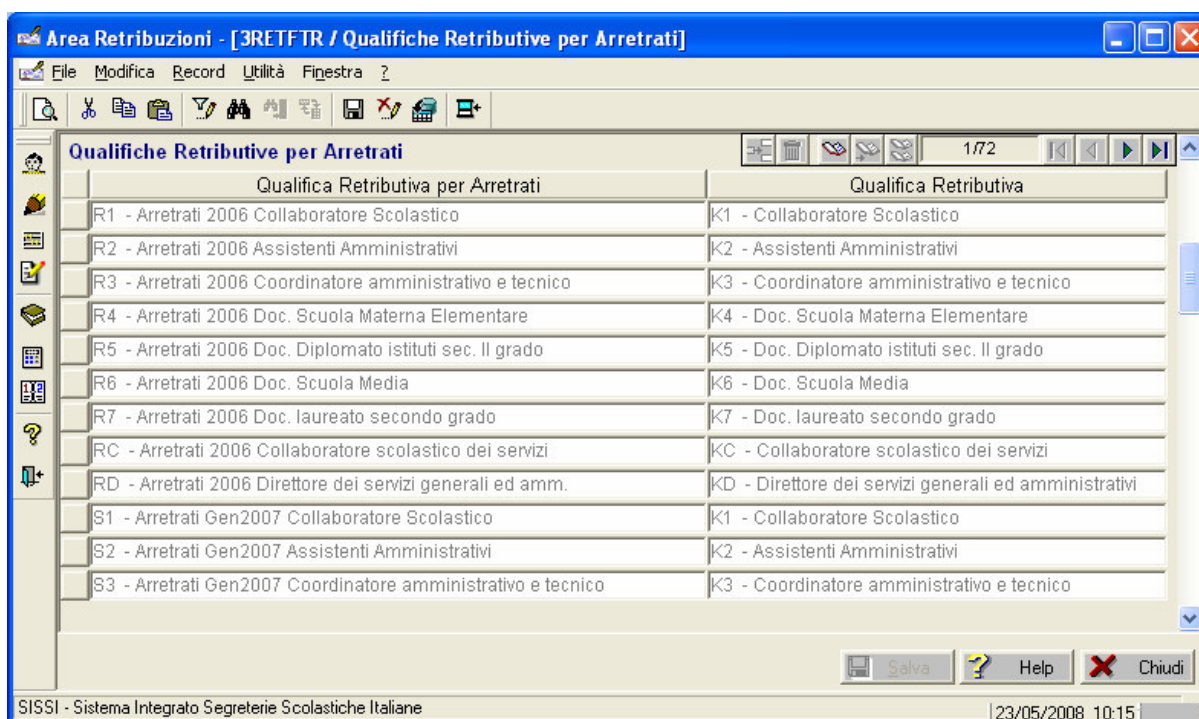 Area Retribuzioni - [3RETFTR / Qualifiche Retributive per Arretrati]
File Modifica Record Utilità Finestra ?
Qualifiche Retributive per Arretrati 1/72
Qualifica Retributiva per Arretrati Qualifica Retributiva
R1 - Arretrati 2006 Collaboratore Scolastico K1 - Collaboratore Scolastico
R2 - Arretrati 2006 Assistenti Amministrativi K2 - Assistenti Amministrativi
R3 - Arretrati 2006 Coordinatore amministrativo e tecnico K3 - Coordinatore amministrativo e tecnico
R4 - Arretrati 2006 Doc. Scuola Materna Elementare K4 - Doc. Scuola Materna Elementare
R5 - Arretrati 2006 Doc. Diplomato istituti sec. II grado K5 - Doc. Diplomato istituti sec. II grado
R6 - Arretrati 2006 Doc. Scuola Media K6 - Doc. Scuola Media
R7 - Arretrati 2006 Doc. laureato secondo grado K7 - Doc. laureato secondo grado
RC - Arretrati 2006 Collaboratore scolastico dei servizi KC - Collaboratore scolastico dei servizi
RD - Arretrati 2006 Direttore dei servizi generali ed amm. KD - Direttore dei servizi generali ed amministrativi
S1 - Arretrati Gen2007 Collaboratore Scolastico K1 - Collaboratore Scolastico
S2 - Arretrati Gen2007 Assistenti Amministrativi K2 - Assistenti Amministrativi
S3 - Arretrati Gen2007 Coordinatore amministrativo e tecnico K3 - Coordinatore amministrativo e tecnico
Salva Help Chiudi
SISSI - Sistema Integrato Segreterie Scolastiche Italiane 23/05/2008 10:15